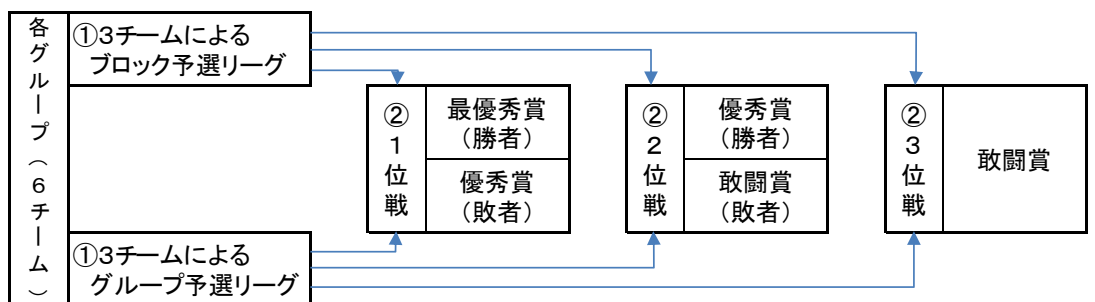 各グループ（６チーム）
①３チームによる
ブロック予選リーグ
②１位戦
最優秀賞
（勝者）
優秀賞
（敗者）
②２位戦
優秀賞
（勝者）
敢闘賞
（敗者）
②３位戦
敢闘賞
①３チームによる
グループ予選リーグ